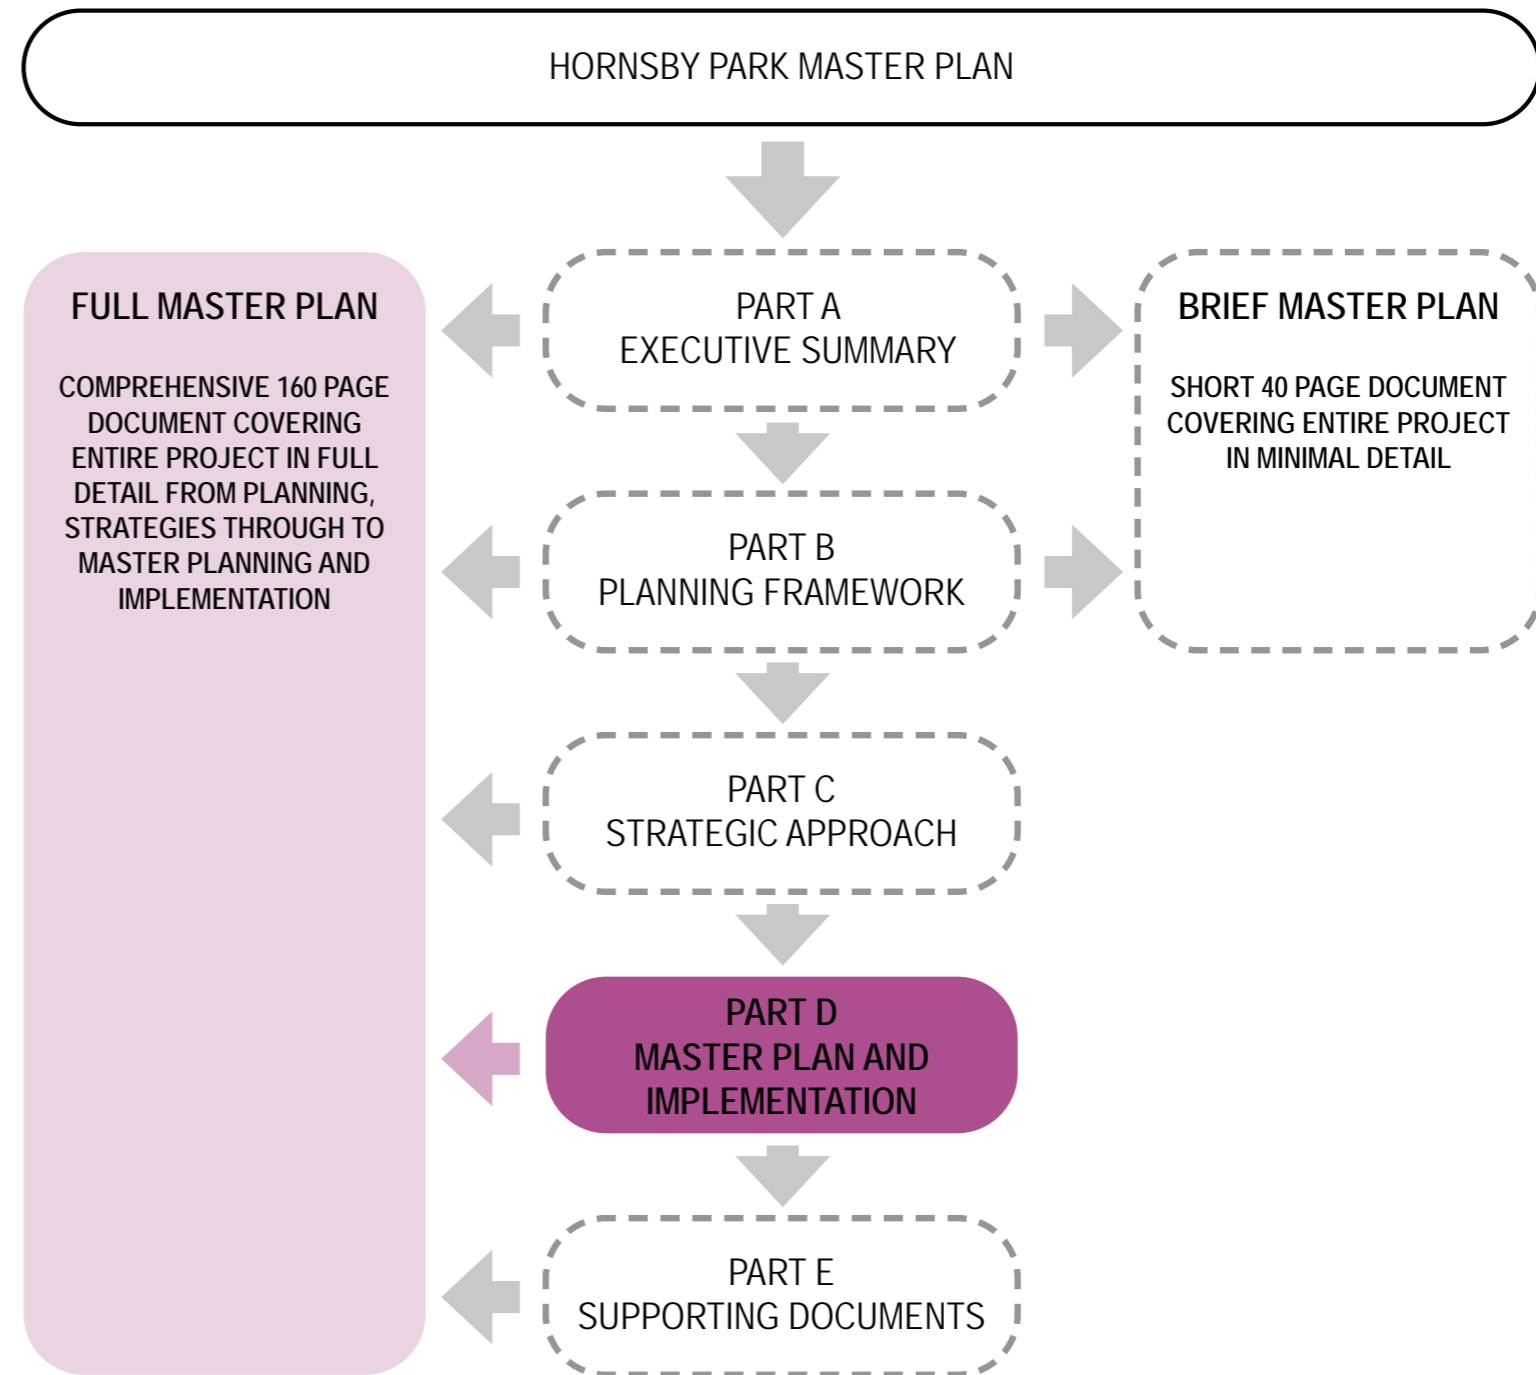 HORNSBY PARK MASTER PLAN
FULL MASTER PLAN
COMPREHENSIVE 160 PAGE
DOCUMENT COVERING
ENTIRE PROJECT IN FULL
DETAIL FROM PLANNING,
STRATEGIES THROUGH TO
MASTER PLANNING AND
IMPLEMENTATION
PART A
EXECUTIVE SUMMARY
BRIEF MASTER PLAN
SHORT 40 PAGE DOCUMENT
COVERING ENTIRE PROJECT
IN MINIMAL DETAIL
PART B
PLANNING FRAMEWORK
PART C
STRATEGIC APPROACH
PART D
MASTER PLAN AND
IMPLEMENTATION
PART E
SUPPORTING DOCUMENTS